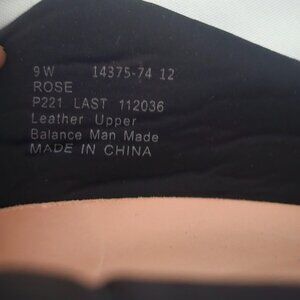 9 W 14375-74 12
ROSE
P221 LAST 112036
Leather Upper
Balance Man Made
MADE IN CHINA